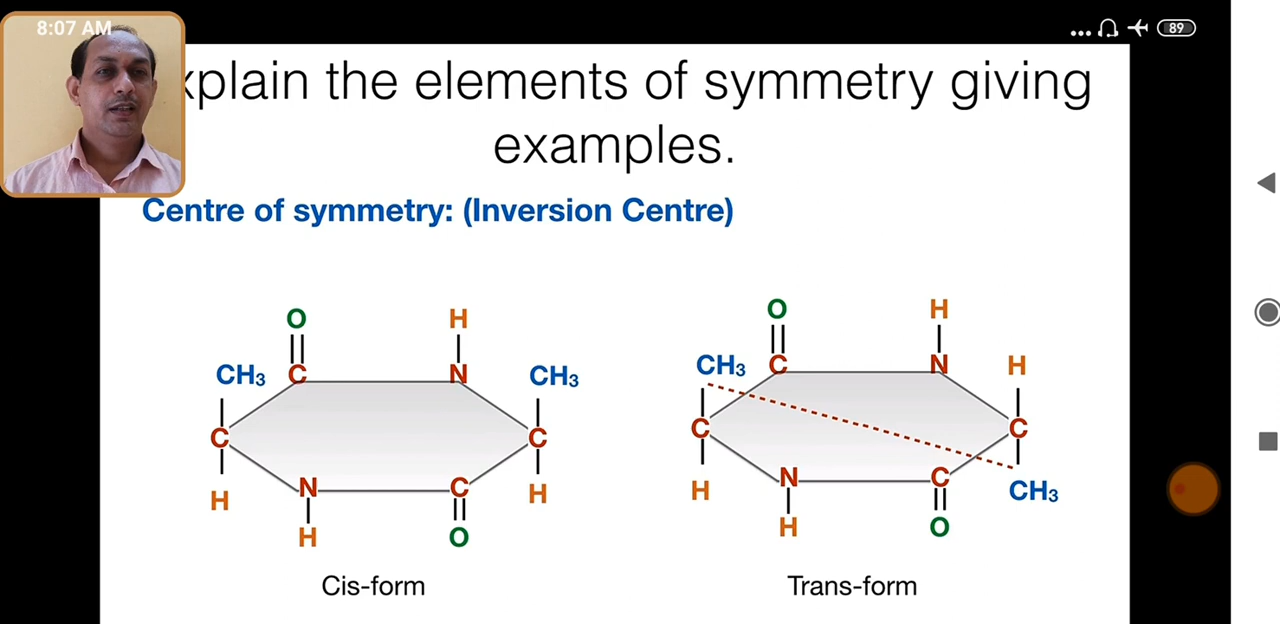 8:07 AM
89
xplain the elements of symmetry giving
examples.
Centre of symmetry: (Inversion Centre)
O H
CH₃ C N CH₃
C C
H N C H
H O
Cis-form
O H
CH₃ C N H
C C
H N C CH₃
H O
Trans-form